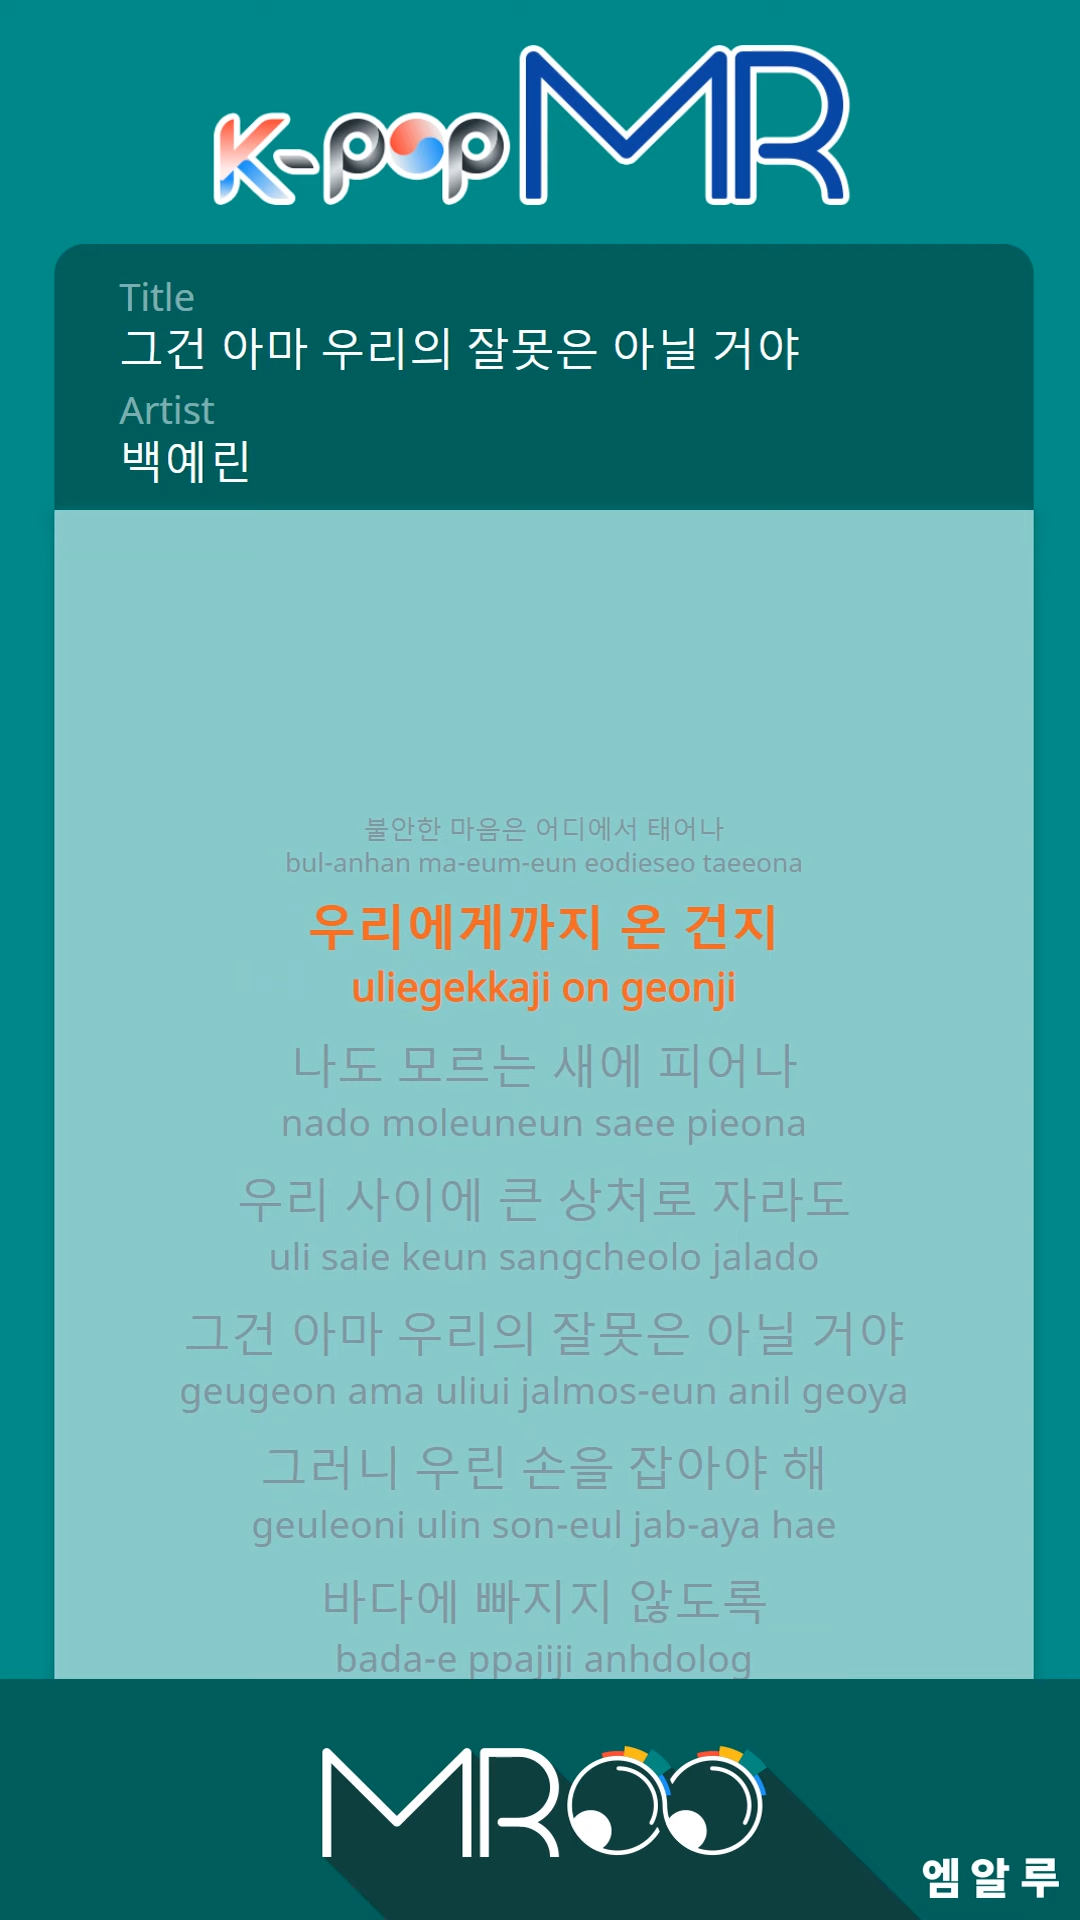 K-pop MR
Title
그건 아마 우리의 잘못은 아닐 거야
Artist
백예린
불안한 마음은 어디에서 태어나
bul-anhan ma-eum-eun eodieseo taeeona
우리에게까지 온 건지
uliegekkaji on geonji
나도 모르는 새에 피어나
nado moleuneun saee pieona
우리 사이에 큰 상처로 자라도
uli saie keun sangcheolo jalado
그건 아마 우리의 잘못은 아닐 거야
geugeon ama uliui jalmos-eun anil geoya
그러니 우린 손을 잡아야 해
geuleoni ulin son-eul jab-aya hae
바다에 빠지지 않도록
bada-e ppajiji anhdolog
MROO
엠알루